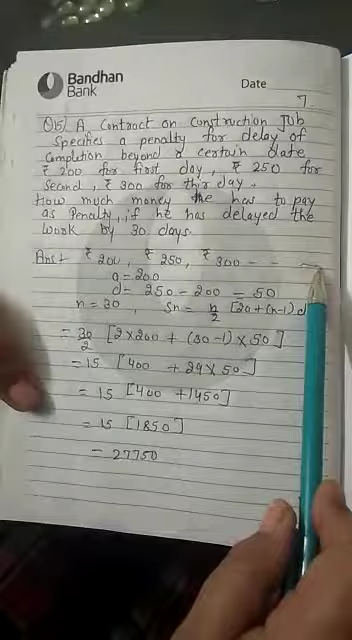 Bandhan
Bank
Date
7.
Q15) A Contract on Construction Job
Specifies a penalty for delay of
Completion beyond a certain date
₹ 200 for first day, ₹ 250 for
Second, ₹ 300 for third day.
How much money the has to pay
as Penalty, if he has delayed the
work by 30 days.
Ans: ₹ 200, ₹ 250, ₹ 300 - -
a = 200
d = 250 - 200 = 50
n = 30, Sn = n/2 [2a + (n-1) d
= 30/2 [2 × 200 + (30 - 1) × 50]
= 15 [400 + 29 × 50]
= 15 [400 + 1450]
= 15 [1850]
= 27750